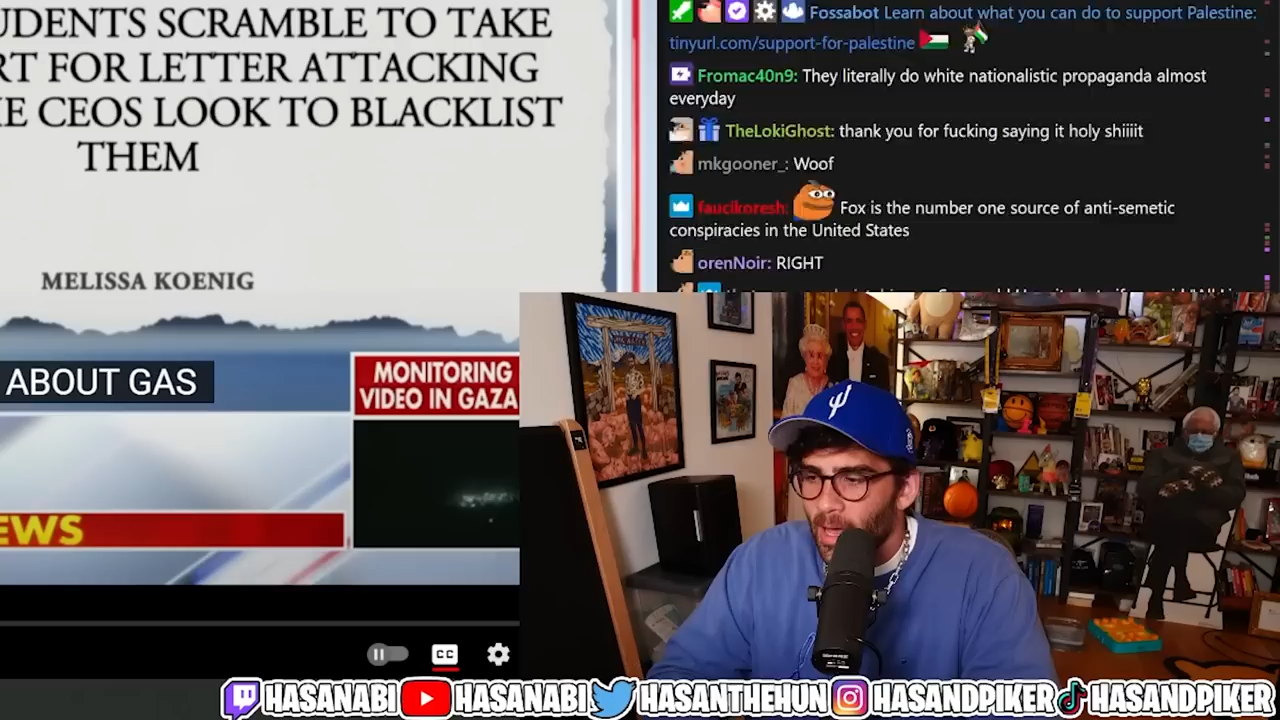 UDENTS SCRAMBLE TO TAKE
RT FOR LETTER ATTACKING
E CEOS LOOK TO BLACKLIST
THEM
MELISSA KOENIG
ABOUT GAS
MONITORING
VIDEO IN GAZA
EWS
CC
Fossabot Learn about what you can do to support Palestine:
tinyurl.com/support-for-palestine
Fromac40n9: They literally do white nationalistic propaganda almost
everyday
TheLokiGhost: thank you for fucking saying it holy shiiiit
mkgooner_: Woof
faucikoresh: Fox is the number one source of anti-semetic
conspiracies in the United States
orenNoir: RIGHT
HASANABI HASANABI HASANTHEHUN HASANDPIKER HASANDPIKER